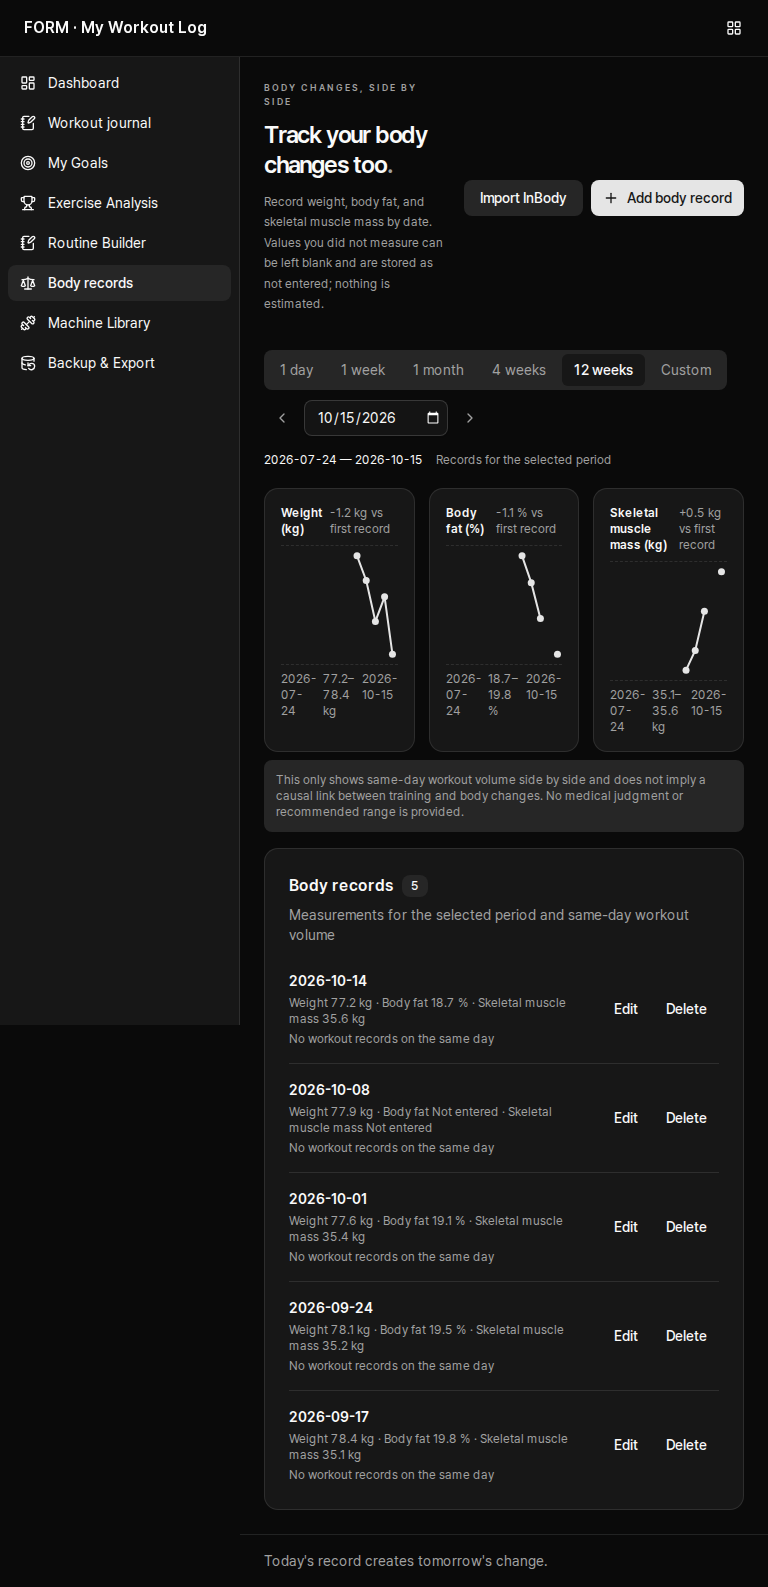 FORM · My Workout Log
Dashboard
Workout journal
My Goals
Exercise Analysis
Routine Builder
Body records
Machine Library
Backup & Export
BODY CHANGES, SIDE BY
SIDE
Track your body
changes too.
Record weight, body fat, and
skeletal muscle mass by date.
Values you did not measure can
be left blank and are stored as
not entered; nothing is
estimated.
Import InBody
Add body record
1 day
1 week
1 month
4 weeks
12 weeks
Custom
10/15/2026
2026-07-24 — 2026-10-15
Records for the selected period
Weight
(kg)
-1.2 kg vs
first record
2026-
07-
24
77.2–
78.4
kg
2026-
10-15
Body
fat (%)
-1.1 % vs
first record
2026-
07-
24
18.7–
19.8
%
2026-
10-15
Skeletal
muscle
mass (kg)
+0.5 kg
vs first
record
2026-
07-
24
35.1–
35.6
kg
2026-
10-15
This only shows same-day workout volume side by side and does not imply a
causal link between training and body changes. No medical judgment or
recommended range is provided.
Body records 5
Measurements for the selected period and same-day workout
volume
2026-10-14
Weight 77.2 kg · Body fat 18.7 % · Skeletal muscle
mass 35.6 kg
No workout records on the same day
Edit
Delete
2026-10-08
Weight 77.9 kg · Body fat Not entered · Skeletal
muscle mass Not entered
No workout records on the same day
Edit
Delete
2026-10-01
Weight 77.6 kg · Body fat 19.1 % · Skeletal muscle
mass 35.4 kg
No workout records on the same day
Edit
Delete
2026-09-24
Weight 78.1 kg · Body fat 19.5 % · Skeletal muscle
mass 35.2 kg
No workout records on the same day
Edit
Delete
2026-09-17
Weight 78.4 kg · Body fat 19.8 % · Skeletal muscle
mass 35.1 kg
No workout records on the same day
Edit
Delete
Today's record creates tomorrow's change.